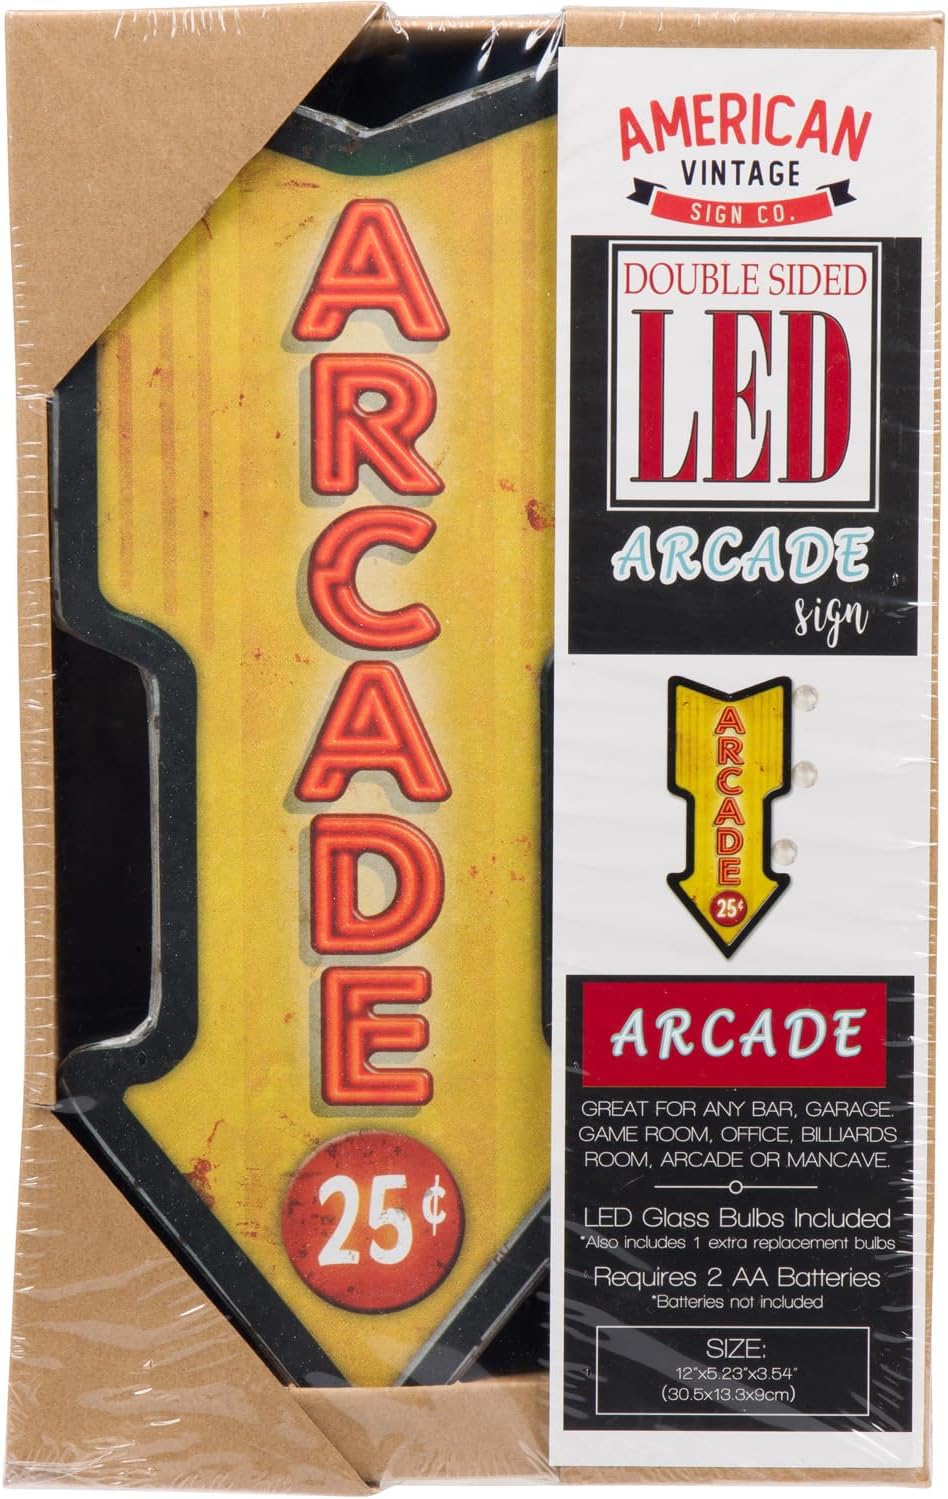 ARCADE
25¢
AMERICAN
VINTAGE
SIGN CO.
DOUBLE SIDED
LED
ARCADE
sign
ARCADE
25¢
ARCADE
GREAT FOR ANY BAR, GARAGE.
GAME ROOM, OFFICE, BILLIARDS
ROOM, ARCADE OR MANCAVE.
LED Glass Bulbs Included
*Also includes 1 extra replacement bulbs
Requires 2 AA Batteries
*Batteries not included
SIZE:
12"x5.23"x3.54"
(30.5x13.3x9cm)